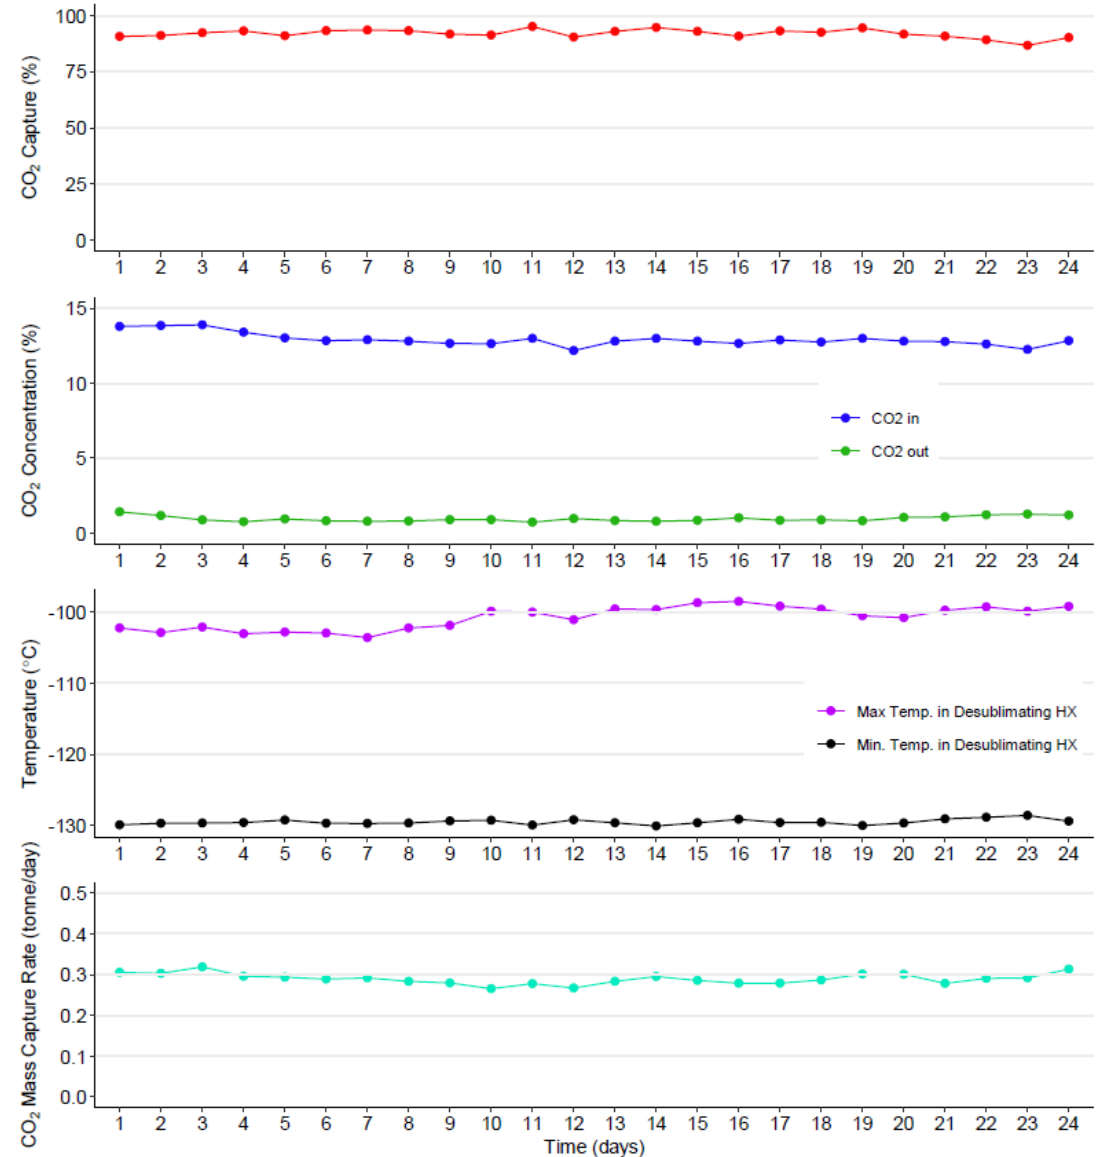 CO₂ Capture (%)
100
75
50
25
0
1 2 3 4 5 6 7 8 9 10 11 12 13 14 15 16 17 18 19 20 21 22 23 24
CO₂ Concentration (%)
15
10
5
0
CO2 in
CO2 out
1 2 3 4 5 6 7 8 9 10 11 12 13 14 15 16 17 18 19 20 21 22 23 24
Temperature (°C)
-100
-110
-120
-130
Max Temp. in Desublimating HX
Min. Temp. in Desublimating HX
1 2 3 4 5 6 7 8 9 10 11 12 13 14 15 16 17 18 19 20 21 22 23 24
CO₂ Mass Capture Rate (tonne/day)
0.5
0.4
0.3
0.2
0.1
0.0
1 2 3 4 5 6 7 8 9 10 11 12 13 14 15 16 17 18 19 20 21 22 23 24
Time (days)